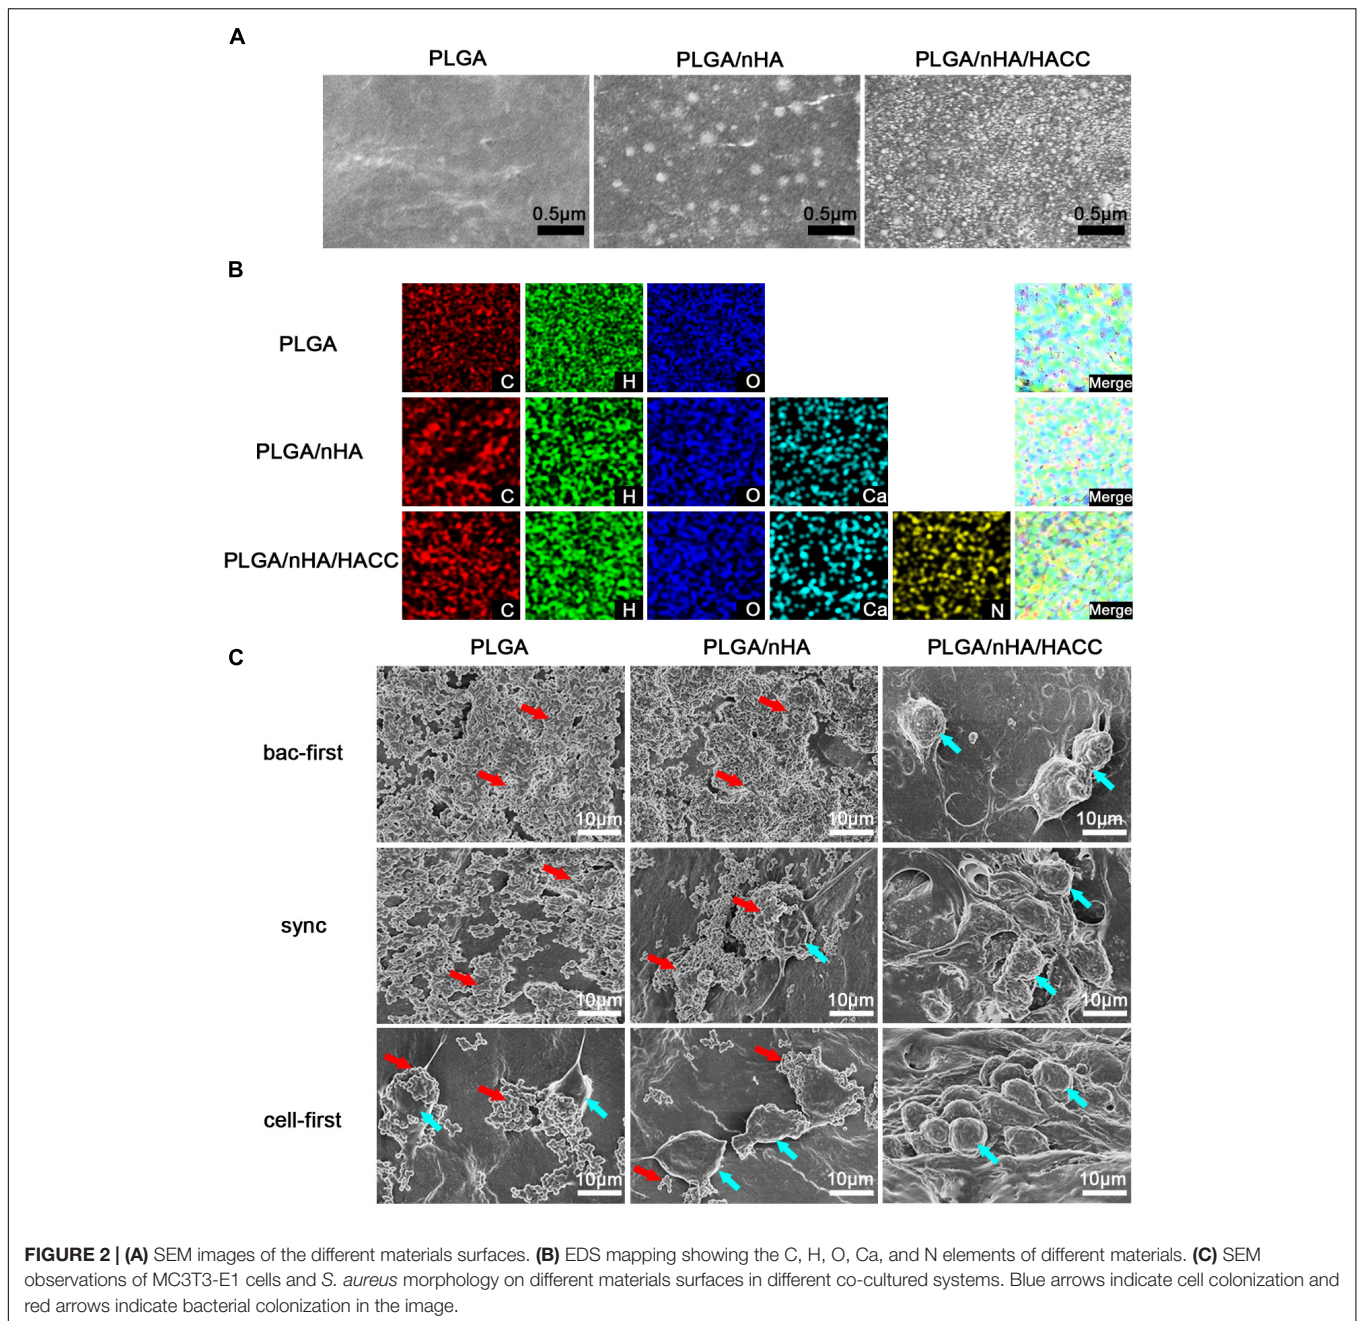 A
PLGA
PLGA/nHA
PLGA/nHA/HACC
0.5µm
0.5µm
0.5µm
B
PLGA
C
H
O
Merge
PLGA/nHA
C
H
O
Ca
Merge
PLGA/nHA/HACC
C
H
O
Ca
N
Merge
C
PLGA
PLGA/nHA
PLGA/nHA/HACC
bac-first
10µm
10µm
10µm
sync
10µm
10µm
10µm
cell-first
10µm
10µm
10µm
FIGURE 2 | (A) SEM images of the different materials surfaces. (B) EDS mapping showing the C, H, O, Ca, and N elements of different materials. (C) SEM
observations of MC3T3-E1 cells and S. aureus morphology on different materials surfaces in different co-cultured systems. Blue arrows indicate cell colonization and
red arrows indicate bacterial colonization in the image.